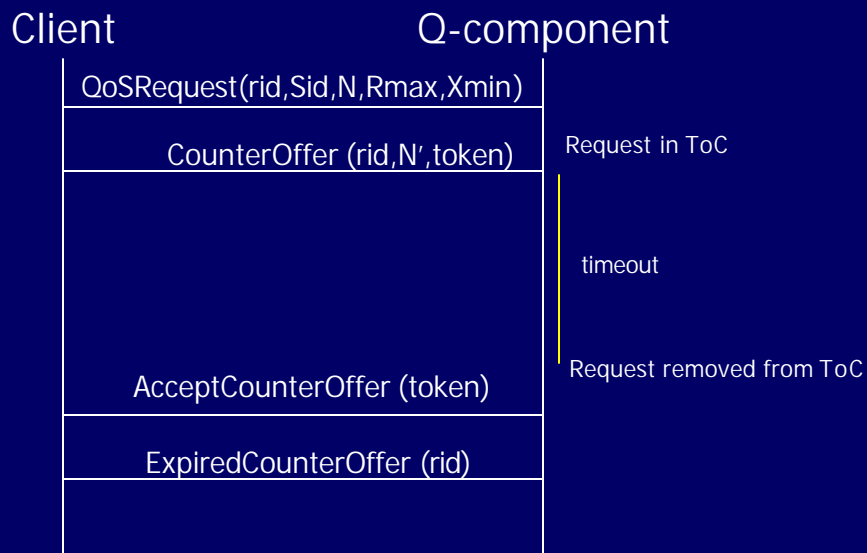 Client
Q-component
QoSRequest(rid,Sid,N,Rmax,Xmin)
CounterOffer (rid,N′,token)
Request in ToC
timeout
Request removed from ToC
AcceptCounterOffer (token)
ExpiredCounterOffer (rid)